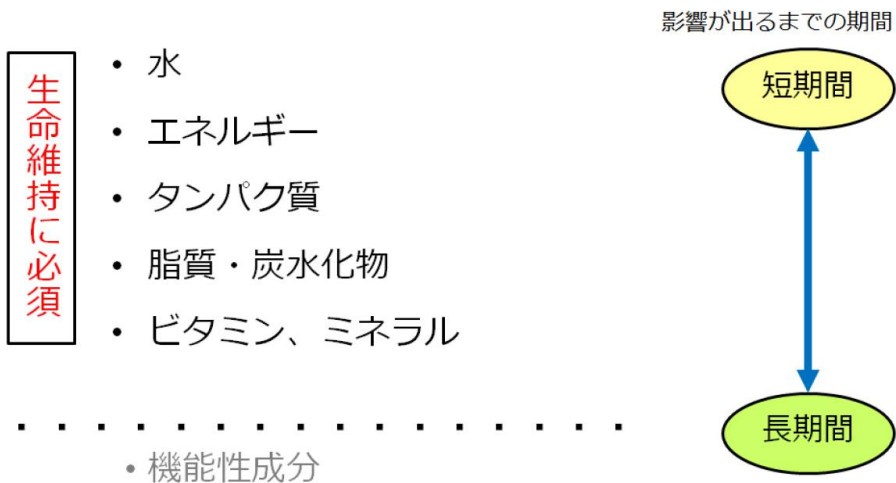 影響が出るまでの期間
生命維持に必須
• 水
• エネルギー
• タンパク質
• 脂質・炭水化物
• ビタミン、ミネラル
• 機能性成分
短期間
長期間